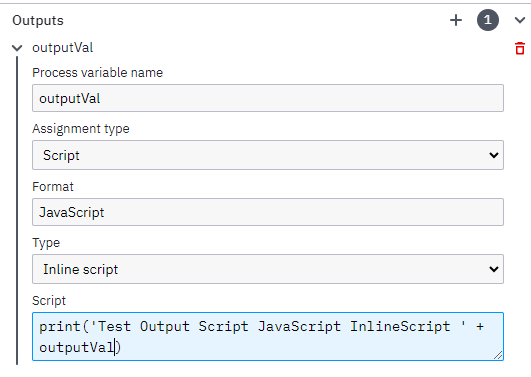 Outputs
1
outputVal
Process variable name
outputVal
Assignment type
Script
Format
JavaScript
Type
Inline script
Script
print('Test Output Script JavaScript InlineScript ' +
outputVal)